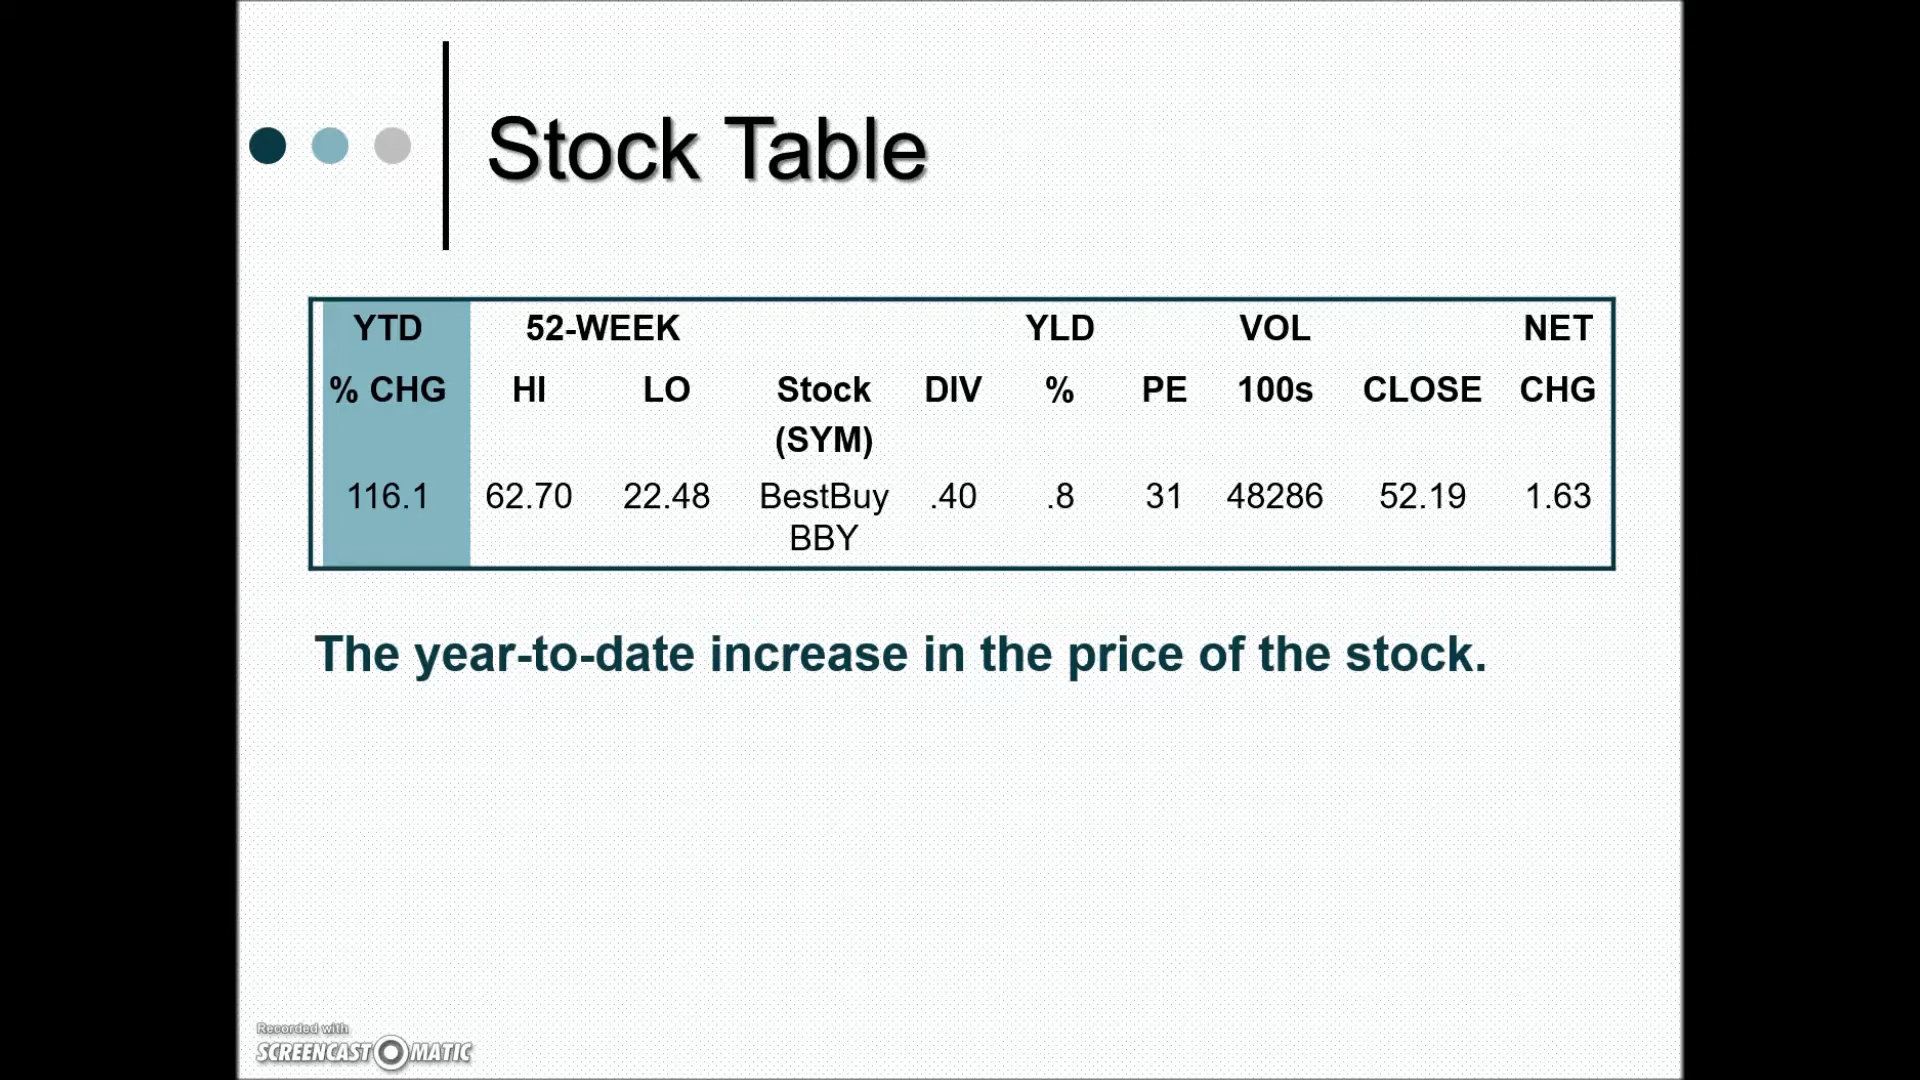 Stock Table
YTD 52-WEEK YLD VOL NET
% CHG HI LO Stock DIV % PE 100s CLOSE CHG
(SYM)
116.1 62.70 22.48 BestBuy .40 .8 31 48286 52.19 1.63
BBY
The year-to-date increase in the price of the stock.
Recorded with
SCREENCAST-O-MATIC